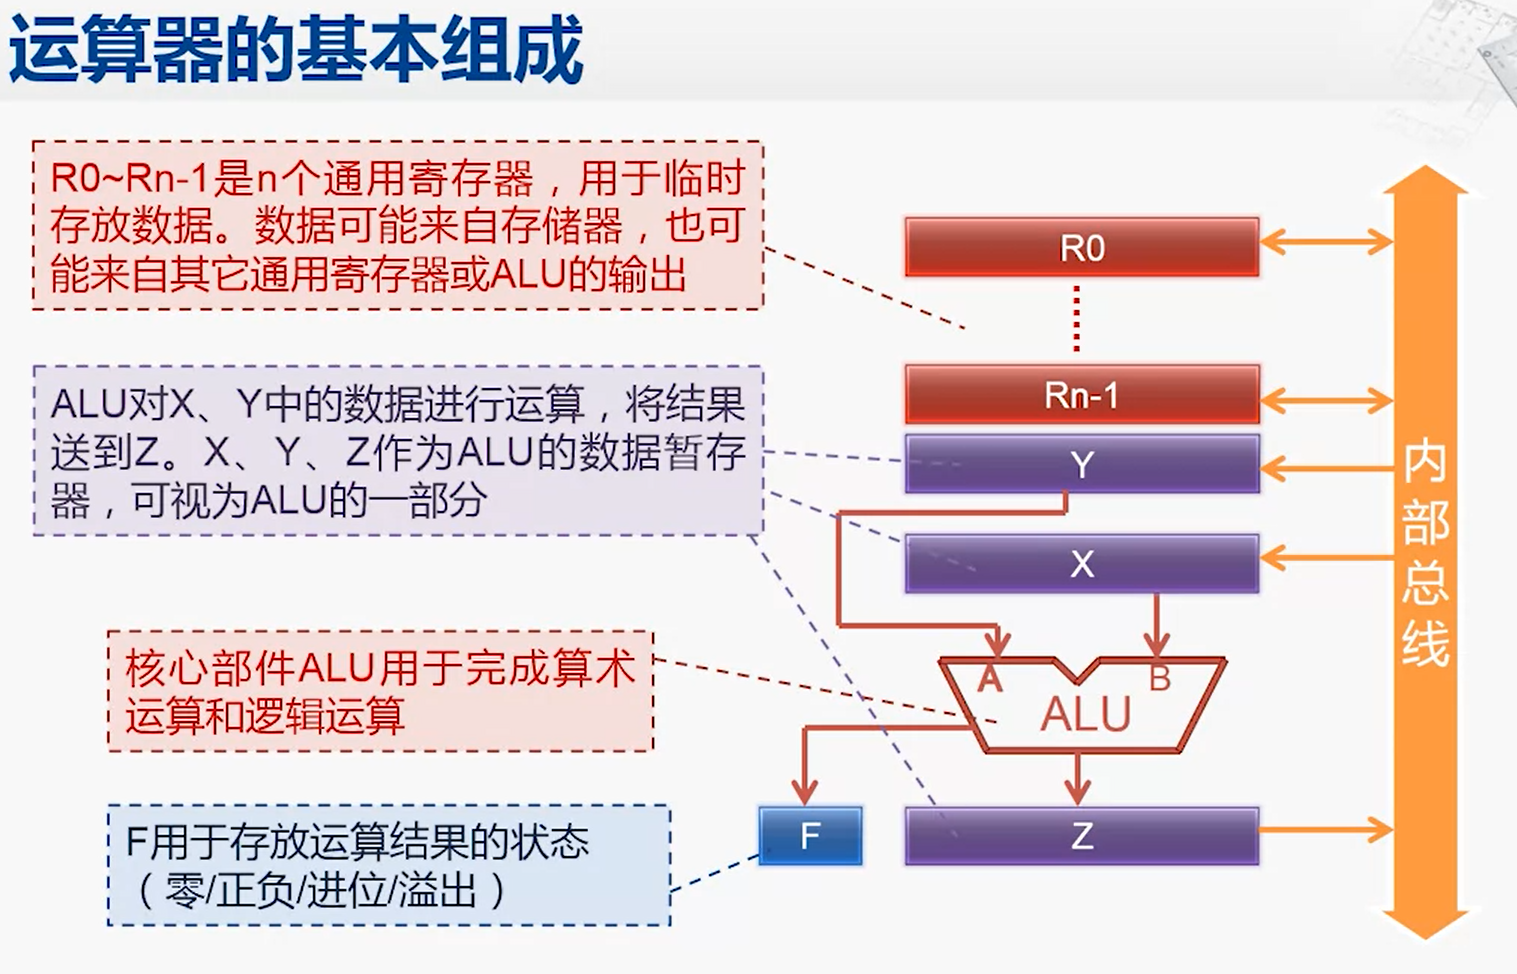 运算器的基本组成
R0~Rn-1是n个通用寄存器，用于临时
存放数据。数据可能来自存储器，也可
能来自其它通用寄存器或ALU的输出
R0
Rn-1
ALU对X、Y中的数据进行运算，将结果
送到Z。X、Y、Z作为ALU的数据暂存
器，可视为ALU的一部分
Y
X
内部总线
核心部件ALU用于完成算术
运算和逻辑运算
A
B
ALU
F用于存放运算结果的状态
（零/正负/进位/溢出）
F
Z